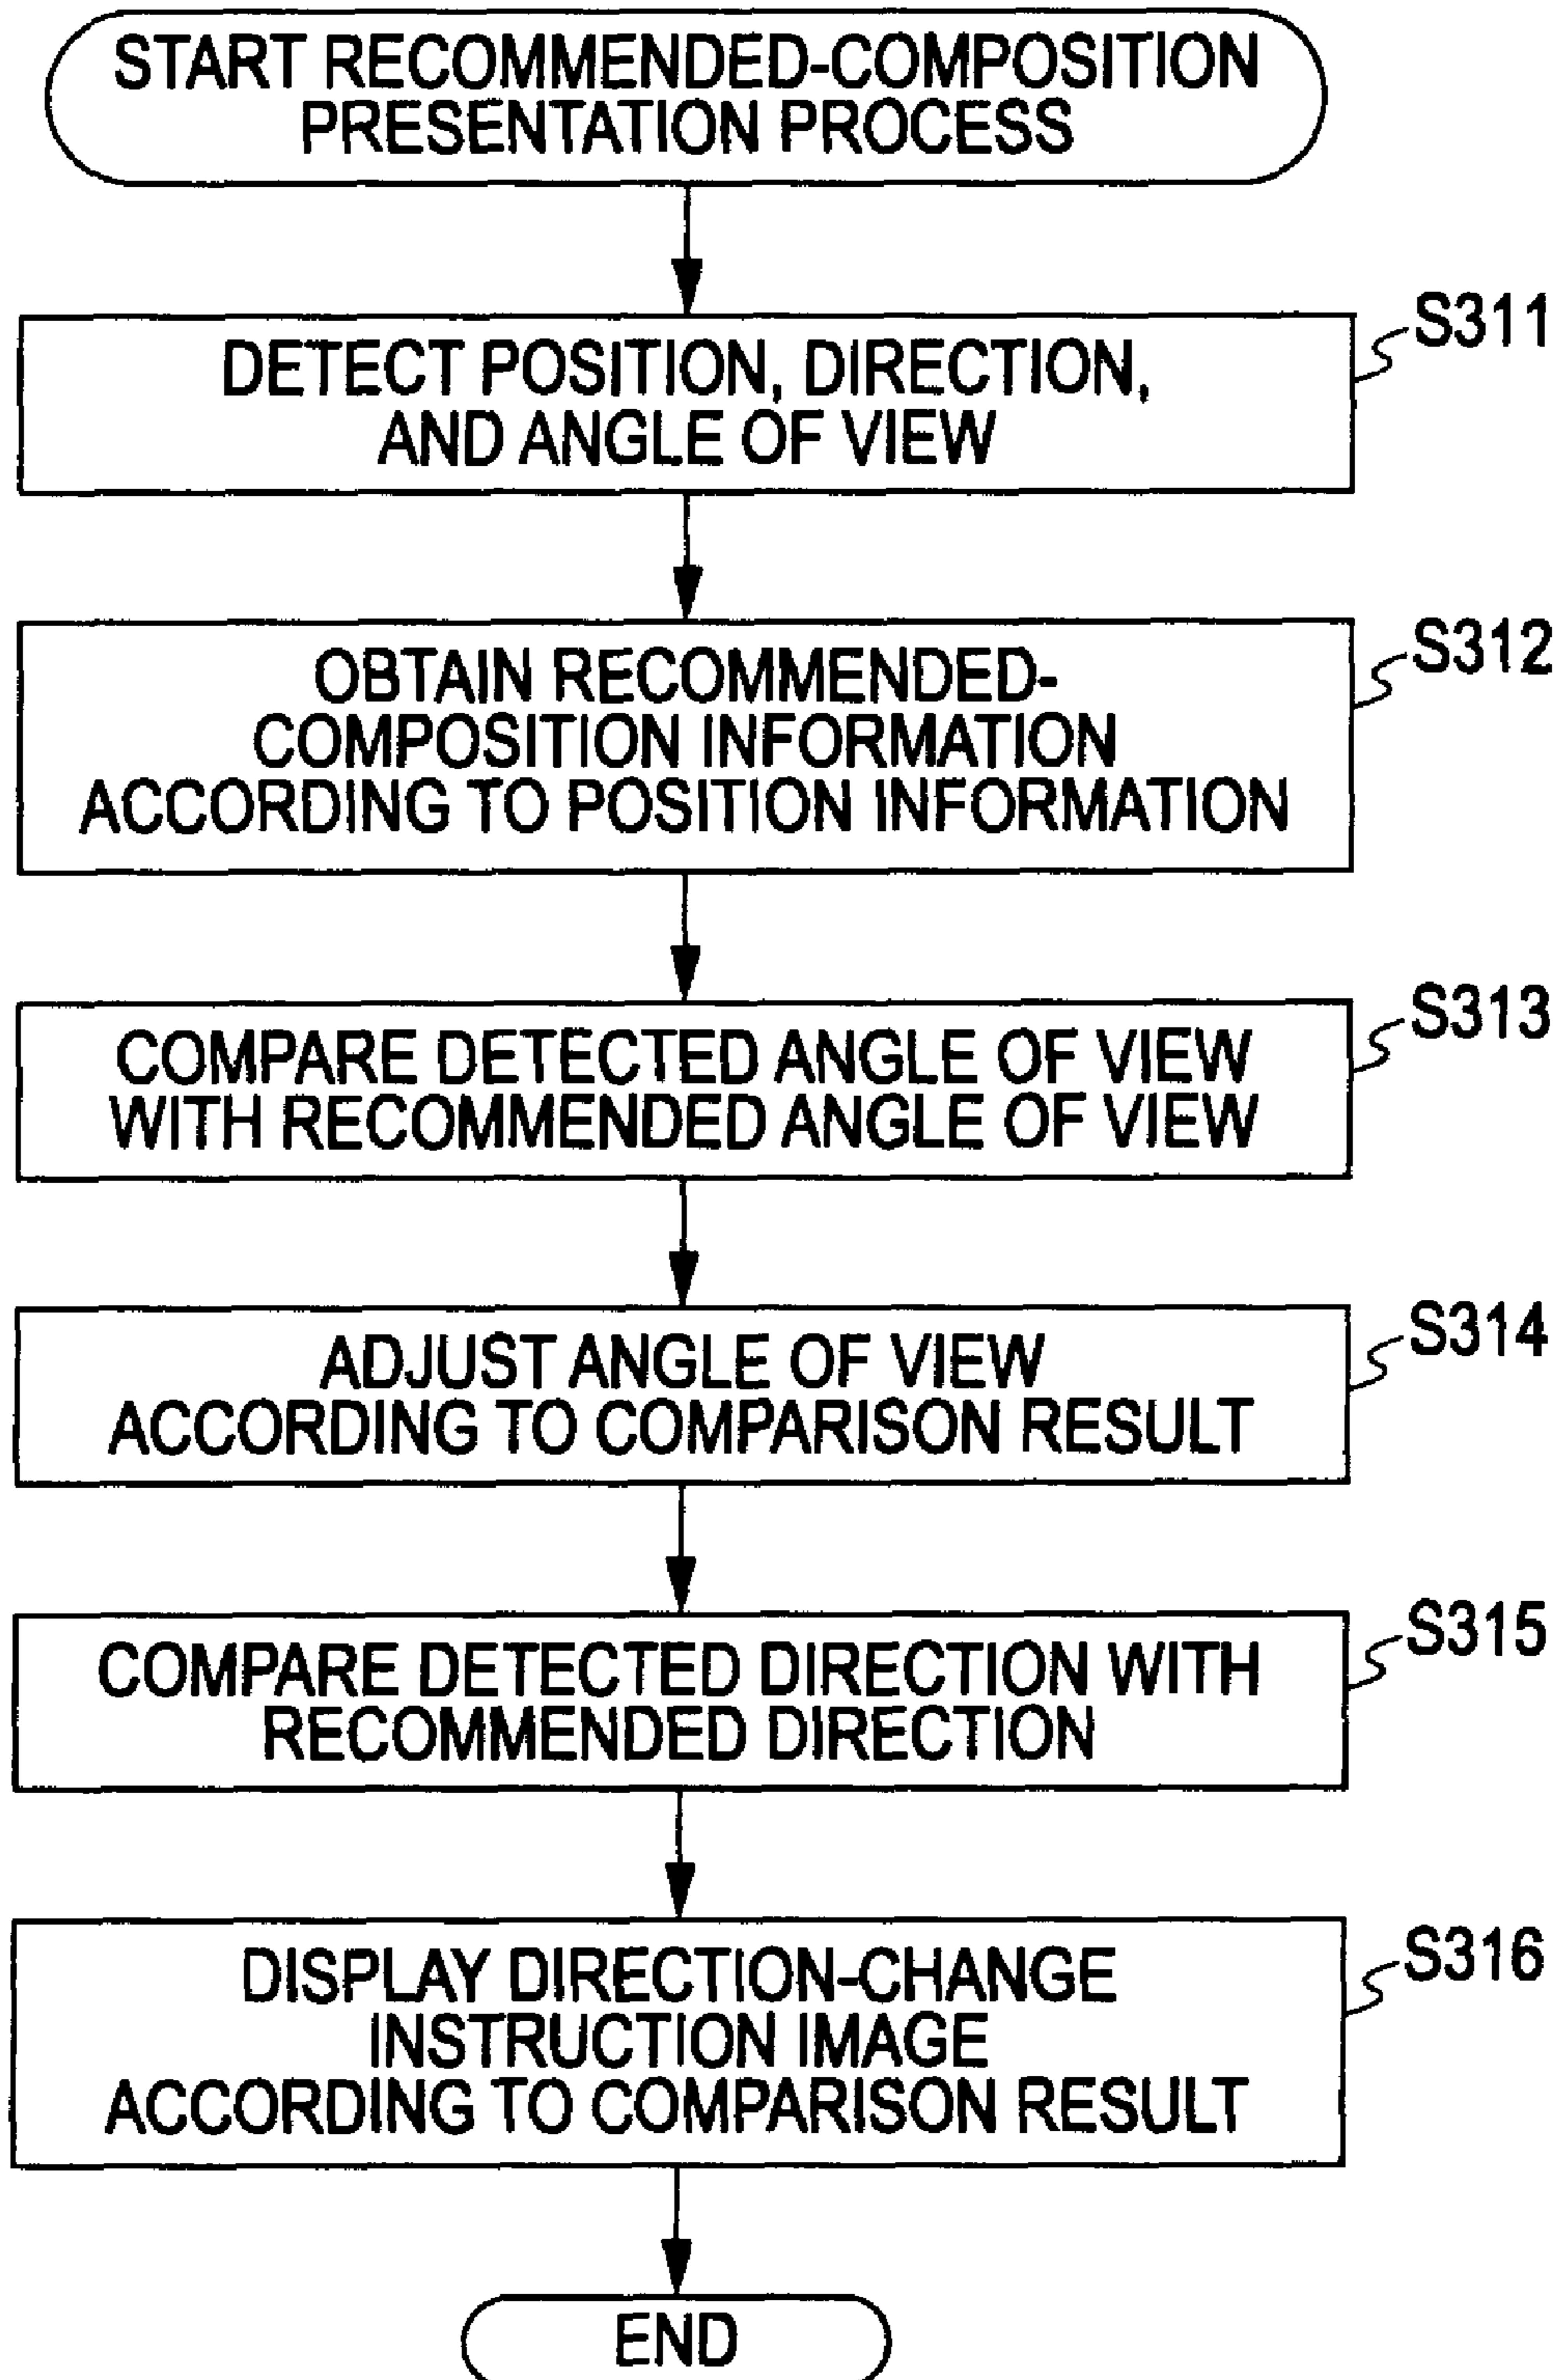 START RECOMMENDED-COMPOSITION
PRESENTATION PROCESS
S311
DETECT POSITION, DIRECTION,
AND ANGLE OF VIEW
S312
OBTAIN RECOMMENDED-
COMPOSITION INFORMATION
ACCORDING TO POSITION INFORMATION
S313
COMPARE DETECTED ANGLE OF VIEW
WITH RECOMMENDED ANGLE OF VIEW
S314
ADJUST ANGLE OF VIEW
ACCORDING TO COMPARISON RESULT
S315
COMPARE DETECTED DIRECTION WITH
RECOMMENDED DIRECTION
S316
DISPLAY DIRECTION-CHANGE
INSTRUCTION IMAGE
ACCORDING TO COMPARISON RESULT
END